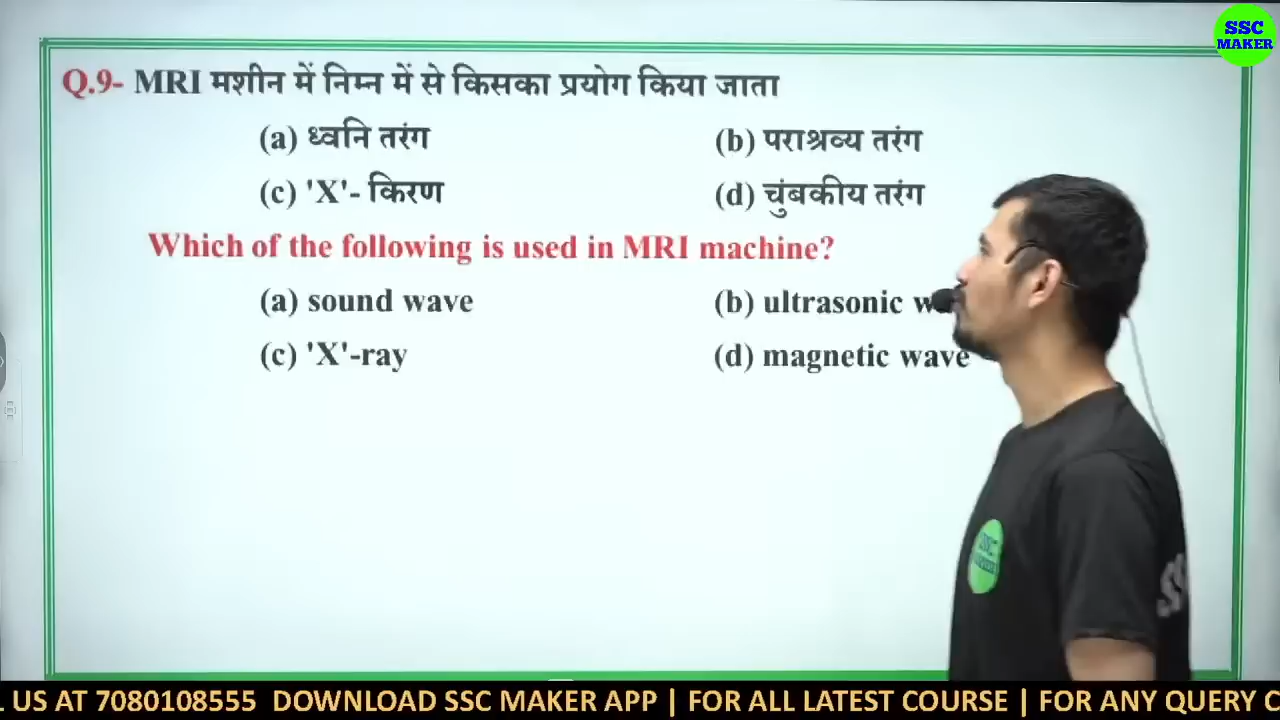 SSC
MAKER
Q.9- MRI मशीन में निम्न में से किसका प्रयोग किया जाता
(a) ध्वनि तरंग (b) पराश्रव्य तरंग
(c) 'X'- किरण (d) चुंबकीय तरंग
Which of the following is used in MRI machine?
(a) sound wave (b) ultrasonic
(c) 'X'-ray (d) magnetic wave
US AT 7080108555 DOWNLOAD SSC MAKER APP | FOR ALL LATEST COURSE | FOR ANY QUERY